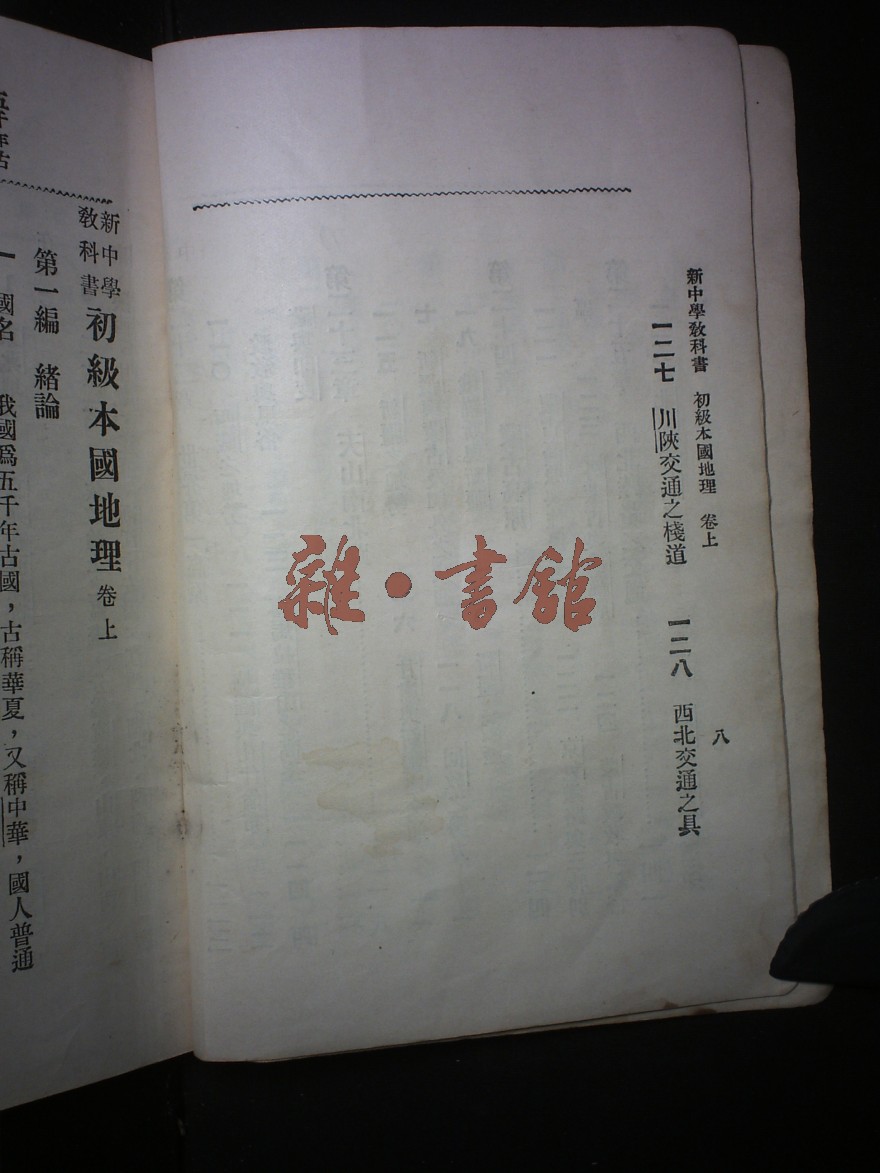 新中學教科書 初級本國地理 卷上
八
一二七 川陝交通之棧道 一二八 西北交通之具
雜·書館
新中學
教科書
初級本國地理 卷上
第一編 緒論
一 國名 我國爲五千年古國，古稱華夏，又稱中華，國人普通